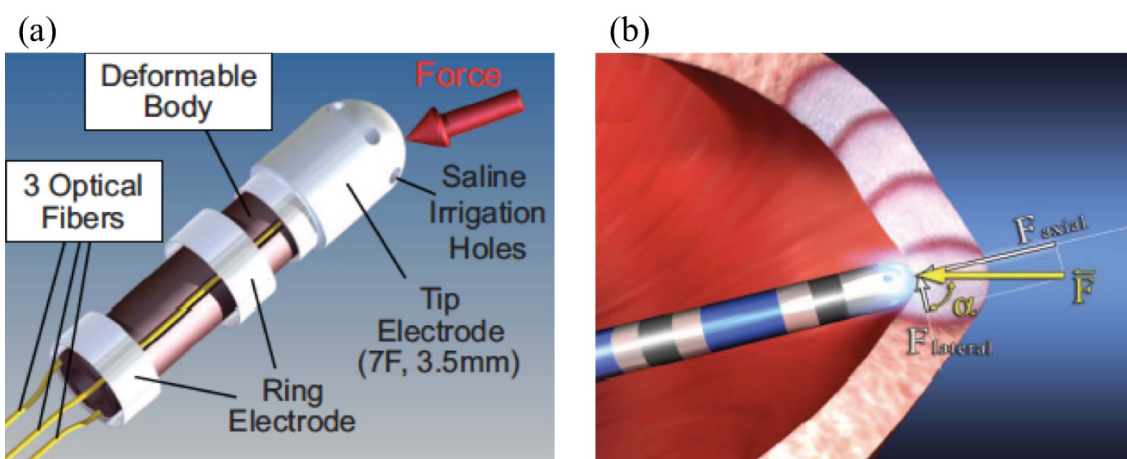 (a)
Deformable
Body
Force
3 Optical
Fibers
Saline
Irrigation
Holes
Tip
Electrode
(7F, 3.5mm)
Ring
Electrode
(b)
F axial
F
α
F lateral